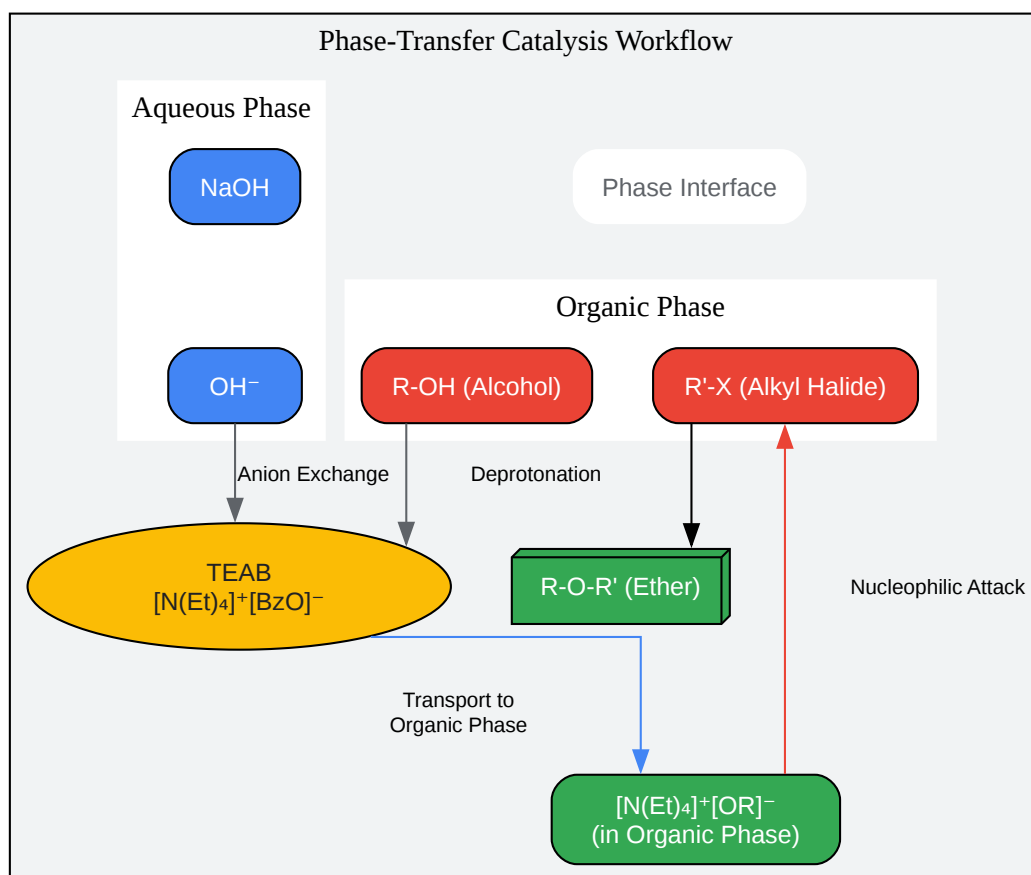 Phase-Transfer Catalysis Workflow
Aqueous Phase
NaOH
Phase Interface
Organic Phase
OH⁻
R-OH (Alcohol)
R'-X (Alkyl Halide)
Anion Exchange
Deprotonation
TEAB
[N(Et)₄]⁺[BzO]⁻
R-O-R' (Ether)
Nucleophilic Attack
Transport to
Organic Phase
[N(Et)₄]⁺[OR]⁻
(in Organic Phase)